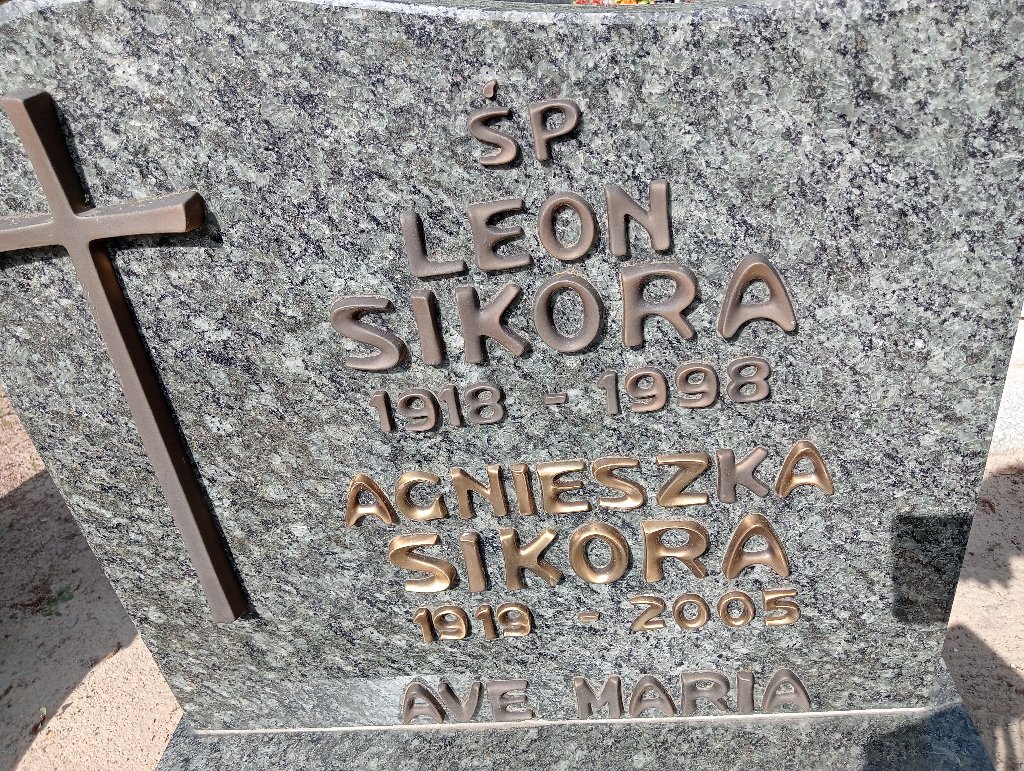 ŚP
LEON
SIKORA
1918 - 1998
AGNIESZKA
SIKORA
1919 - 2005
AVE MARIA